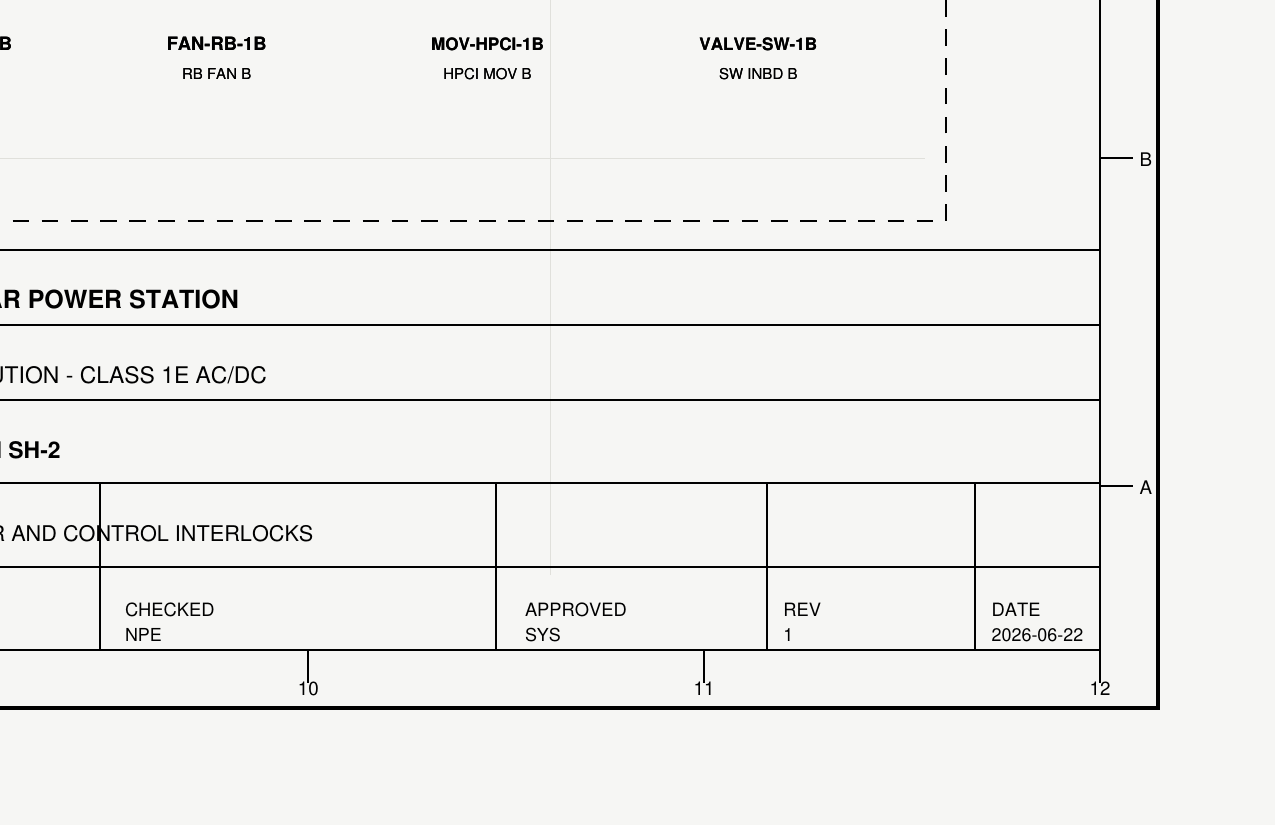 B FAN-RB-1B MOV-HPCI-1B VALVE-SW-1B
RB FAN B HPCI MOV B SW INBD B
B
AR POWER STATION
UTION - CLASS 1E AC/DC
SH-2
A
R AND CONTROL INTERLOCKS
CHECKED APPROVED REV DATE
NPE SYS 1 2026-06-22
10 11 12